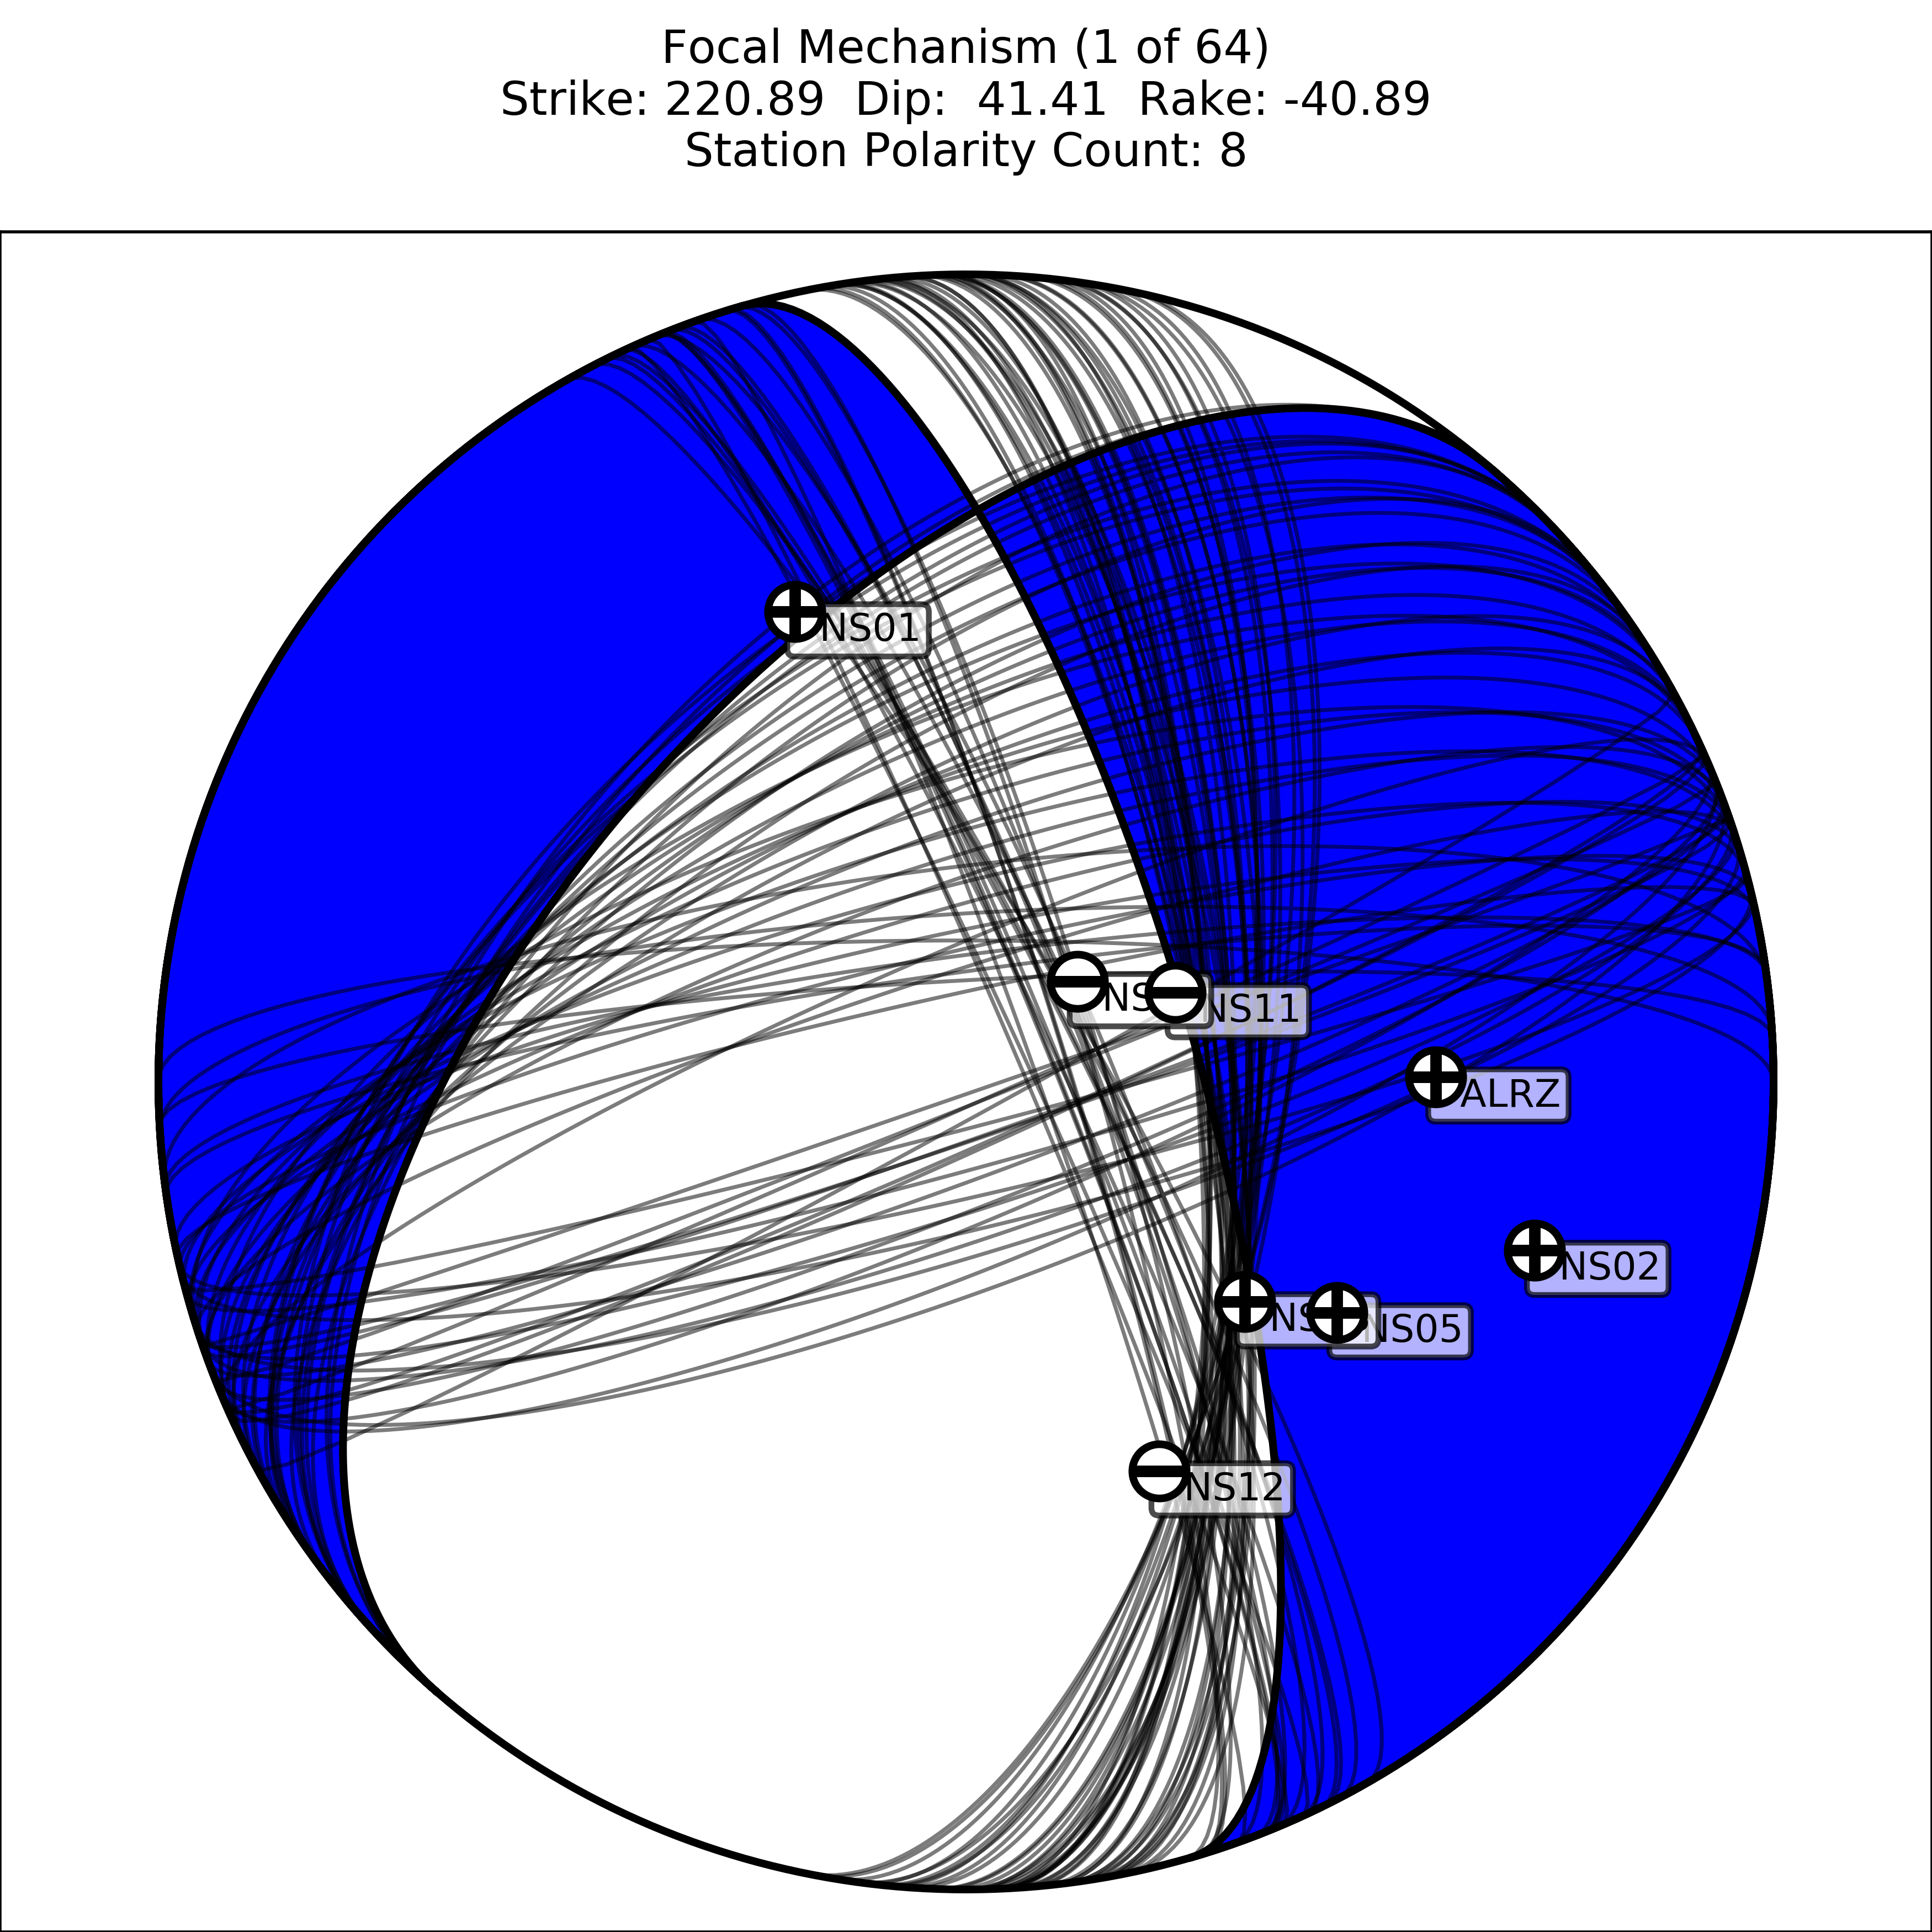 Focal Mechanism (1 of 64)
Strike: 220.89 Dip: 41.41 Rake: -40.89
Station Polarity Count: 8
NS01
NS11
ALRZ
NS02
NS05
NS12